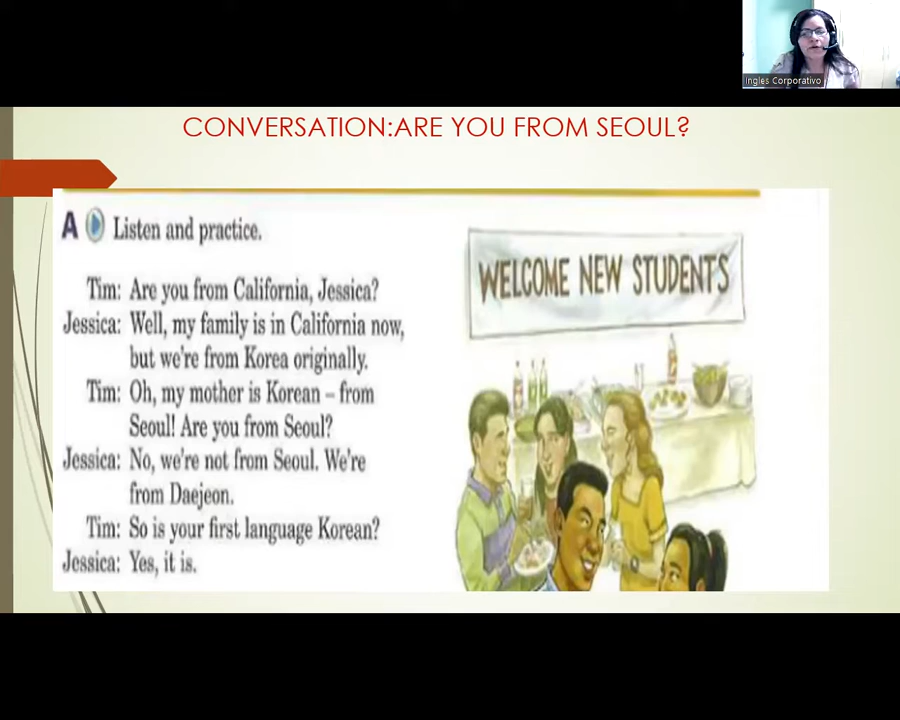 Ingles Corporativo
CONVERSATION:ARE YOU FROM SEOUL?
A Listen and practice.
Tim: Are you from California, Jessica?
Jessica: Well, my family is in California now,
but we're from Korea originally.
Tim: Oh, my mother is Korean – from
Seoul! Are you from Seoul?
Jessica: No, we're not from Seoul. We're
from Daejeon.
Tim: So is your first language Korean?
Jessica: Yes, it is.
WELCOME NEW STUDENTS